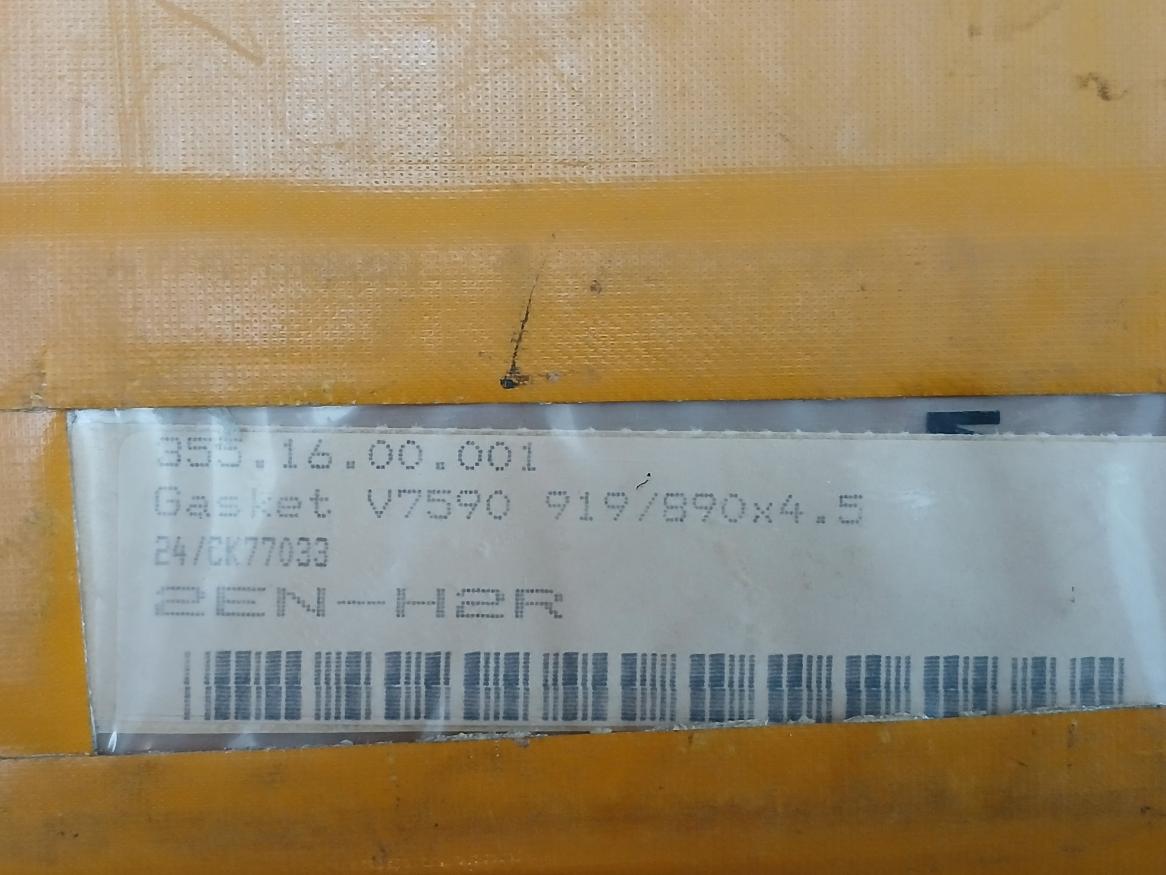 355.16.00.001
Gasket V7590 919/890x4.5
24/CK77033
2EN-H2R